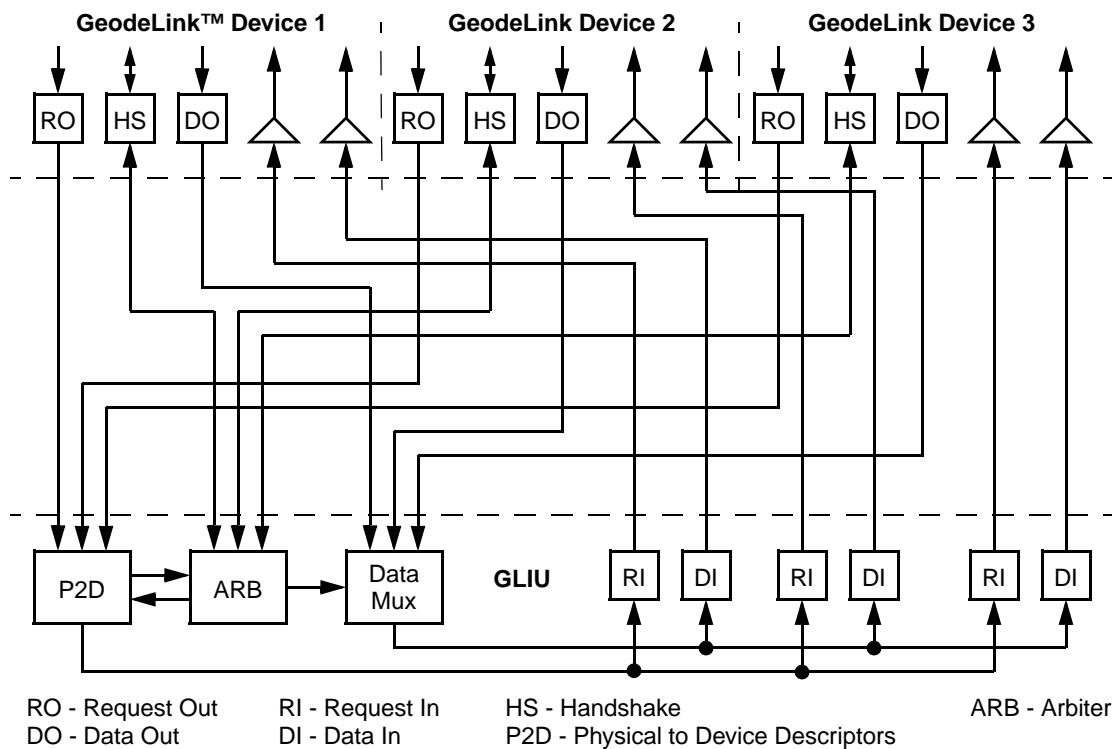 GeodeLink™ Device 1 GeodeLink Device 2 GeodeLink Device 3
RO HS DO RO HS DO RO HS DO
P2D ARB Data Mux GLIU RI DI RI DI RI DI
RO - Request Out RI - Request In HS - Handshake ARB - Arbiter
DO - Data Out DI - Data In P2D - Physical to Device Descriptors